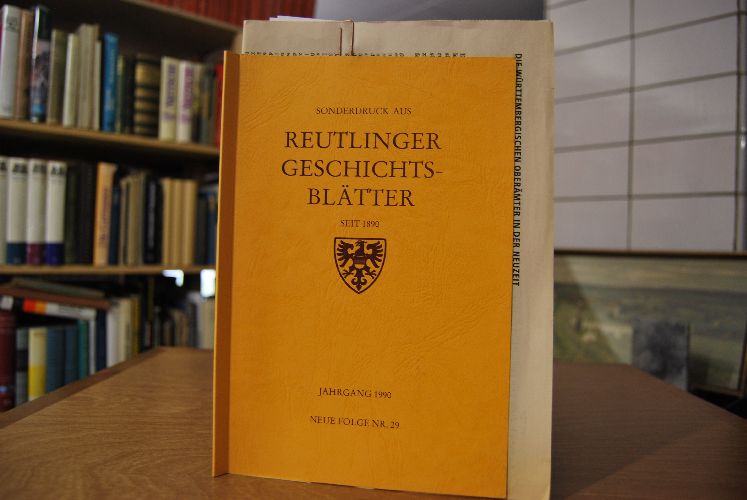 SONDERDRUCK AUS
REUTLINGER
GESCHICHTS-
BLÄTTER
SEIT 1890
JAHRGANG 1990
NEUE FOLGE NR. 29
DIE WÜRTTEMBERGISCHEN OBERÄMTER IN DER NEUZEIT